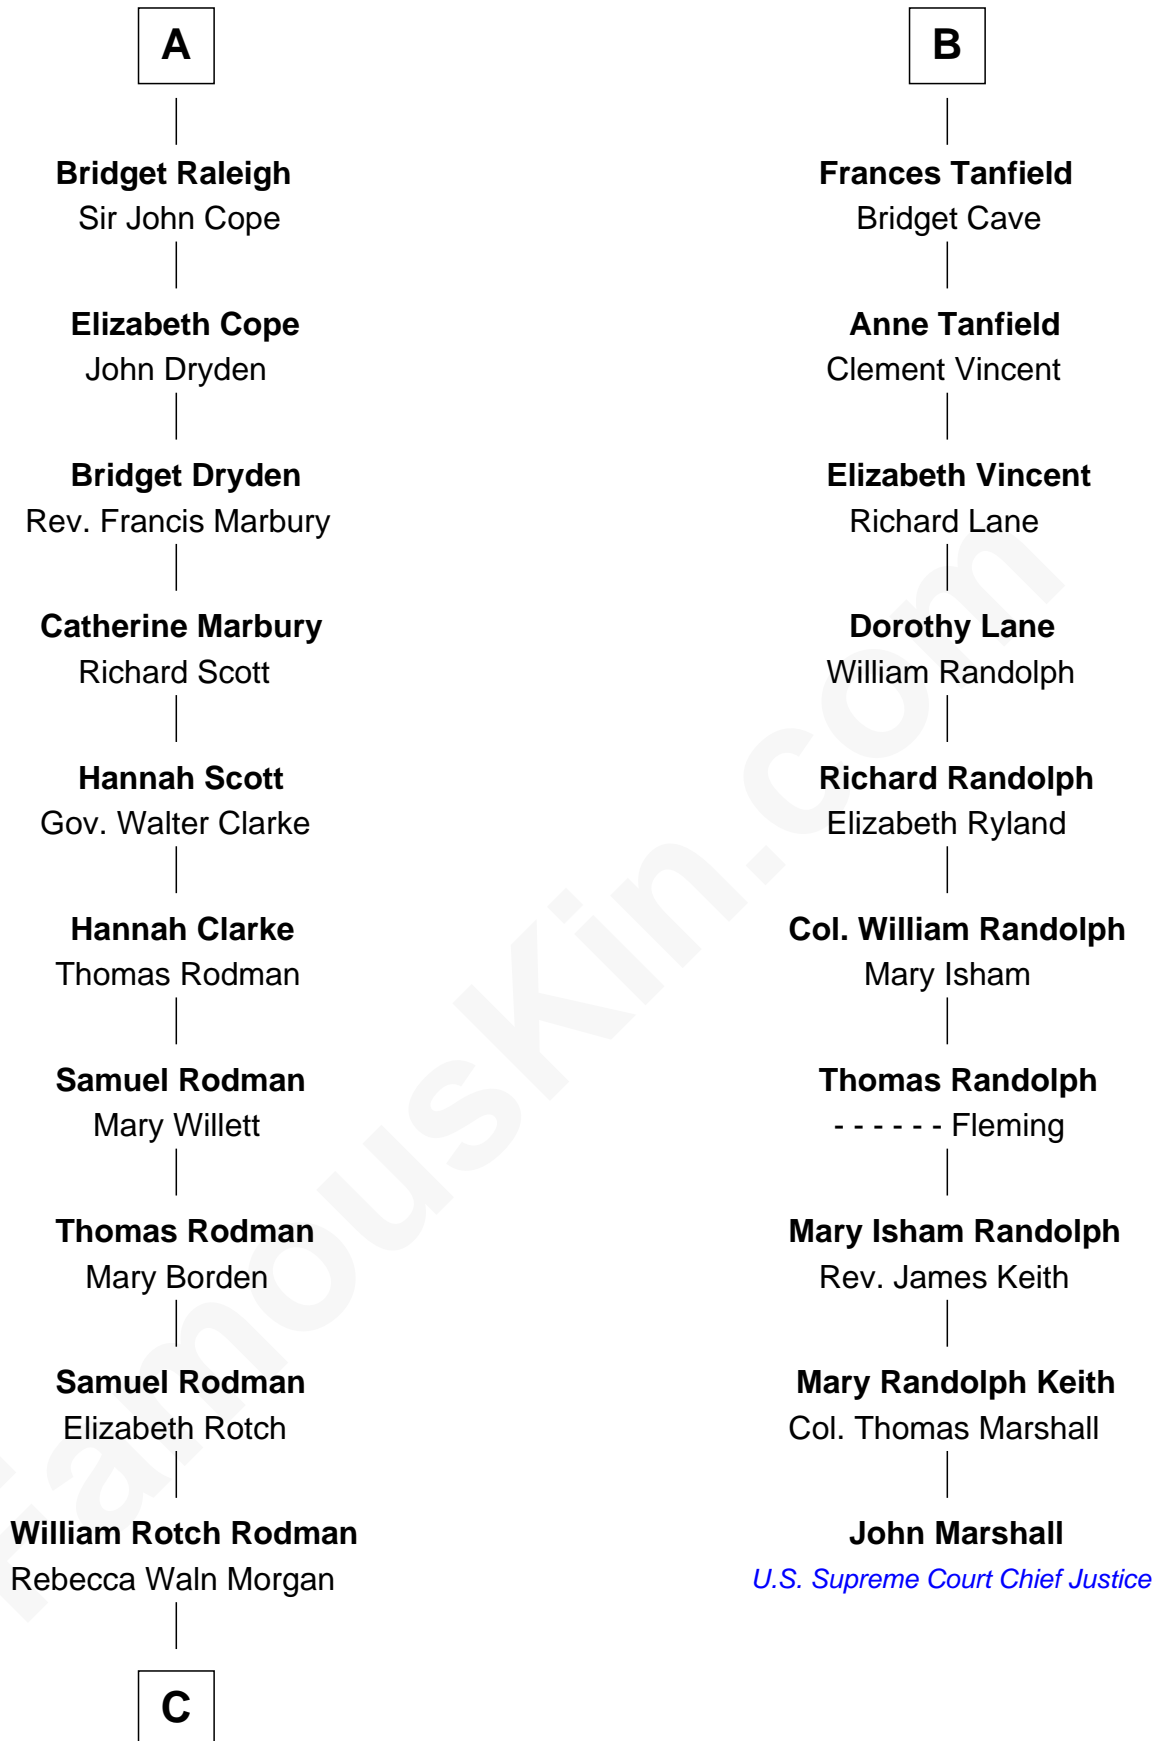 A
Bridget Raleigh
Sir John Cope
Elizabeth Cope
John Dryden
Bridget Dryden
Rev. Francis Marbury
Catherine Marbury
Richard Scott
Hannah Scott
Gov. Walter Clarke
Hannah Clarke
Thomas Rodman
Samuel Rodman
Mary Willett
Thomas Rodman
Mary Borden
Samuel Rodman
Elizabeth Rotch
William Rotch Rodman
Rebecca Waln Morgan
C
B
Frances Tanfield
Bridget Cave
Anne Tanfield
Clement Vincent
Elizabeth Vincent
Richard Lane
Dorothy Lane
William Randolph
Richard Randolph
Elizabeth Ryland
Col. William Randolph
Mary Isham
Thomas Randolph
- - - - - - Fleming
Mary Isham Randolph
Rev. James Keith
Mary Randolph Keith
Col. Thomas Marshall
John Marshall
U.S. Supreme Court Chief Justice
FamousKin.com